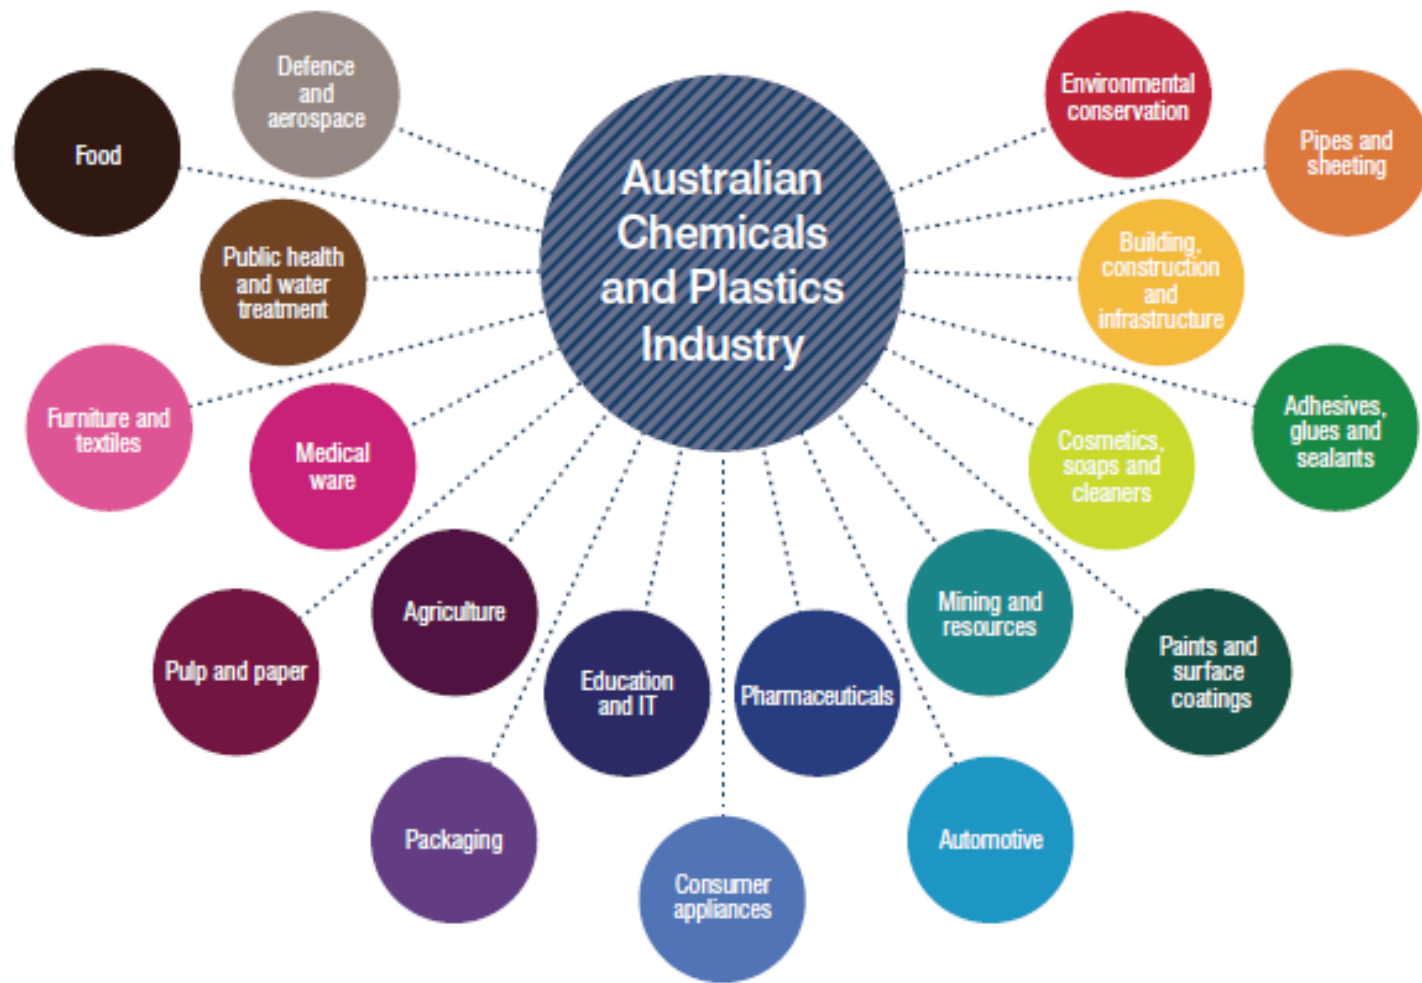 Australian
Chemicals
and Plastics
Industry
Defence
and
aerospace
Food
Public health
and water
treatment
Furniture and
textiles
Medical
ware
Pulp and paper
Agriculture
Packaging
Education
and IT
Consumer
appliances
Pharmaceuticals
Automotive
Mining and
resources
Paints and
surface
coatings
Cosmetics,
soaps and
cleaners
Adhesives,
glues and
sealants
Building,
construction
and
infrastructure
Pipes and
sheeting
Environmental
conservation